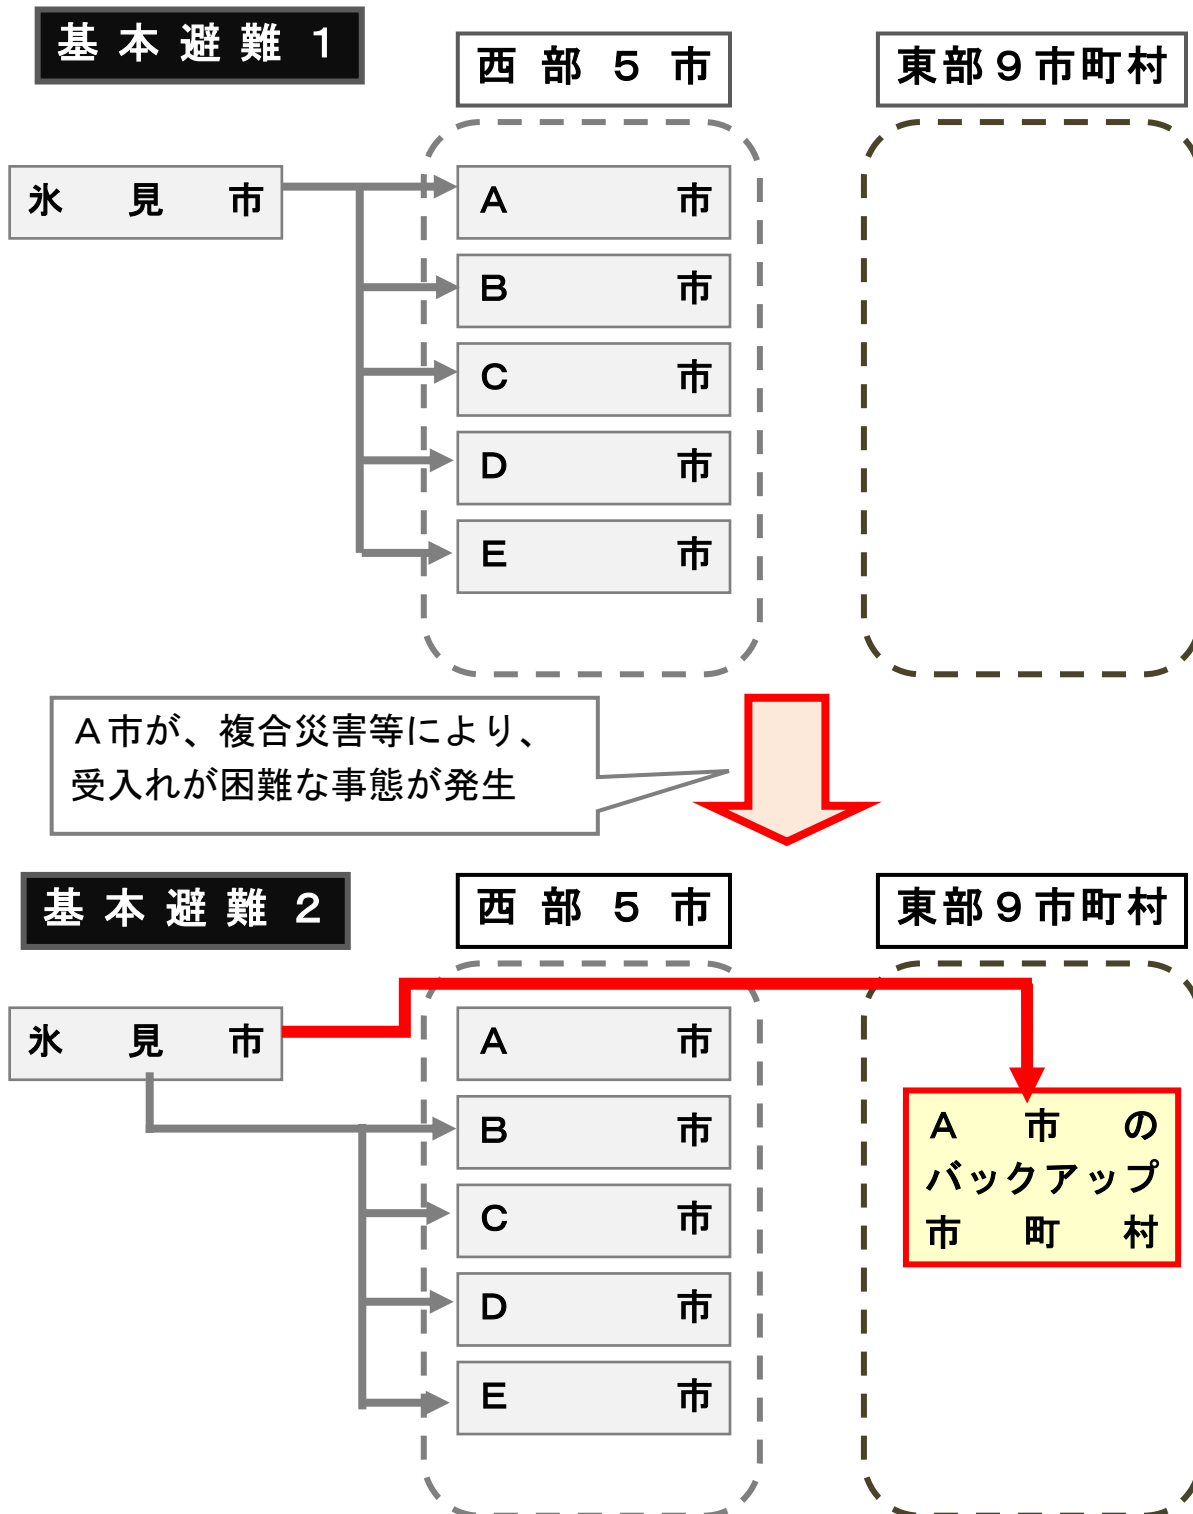 基本避難１
西部５市
東部９市町村
氷見市
Ａ市
Ｂ市
Ｃ市
Ｄ市
Ｅ市
Ａ市が、複合災害等により、
受入れが困難な事態が発生
基本避難２
西部５市
東部９市町村
氷見市
Ａ市
Ｂ市
Ｃ市
Ｄ市
Ｅ市
Ａ市の
バックアップ
市町村